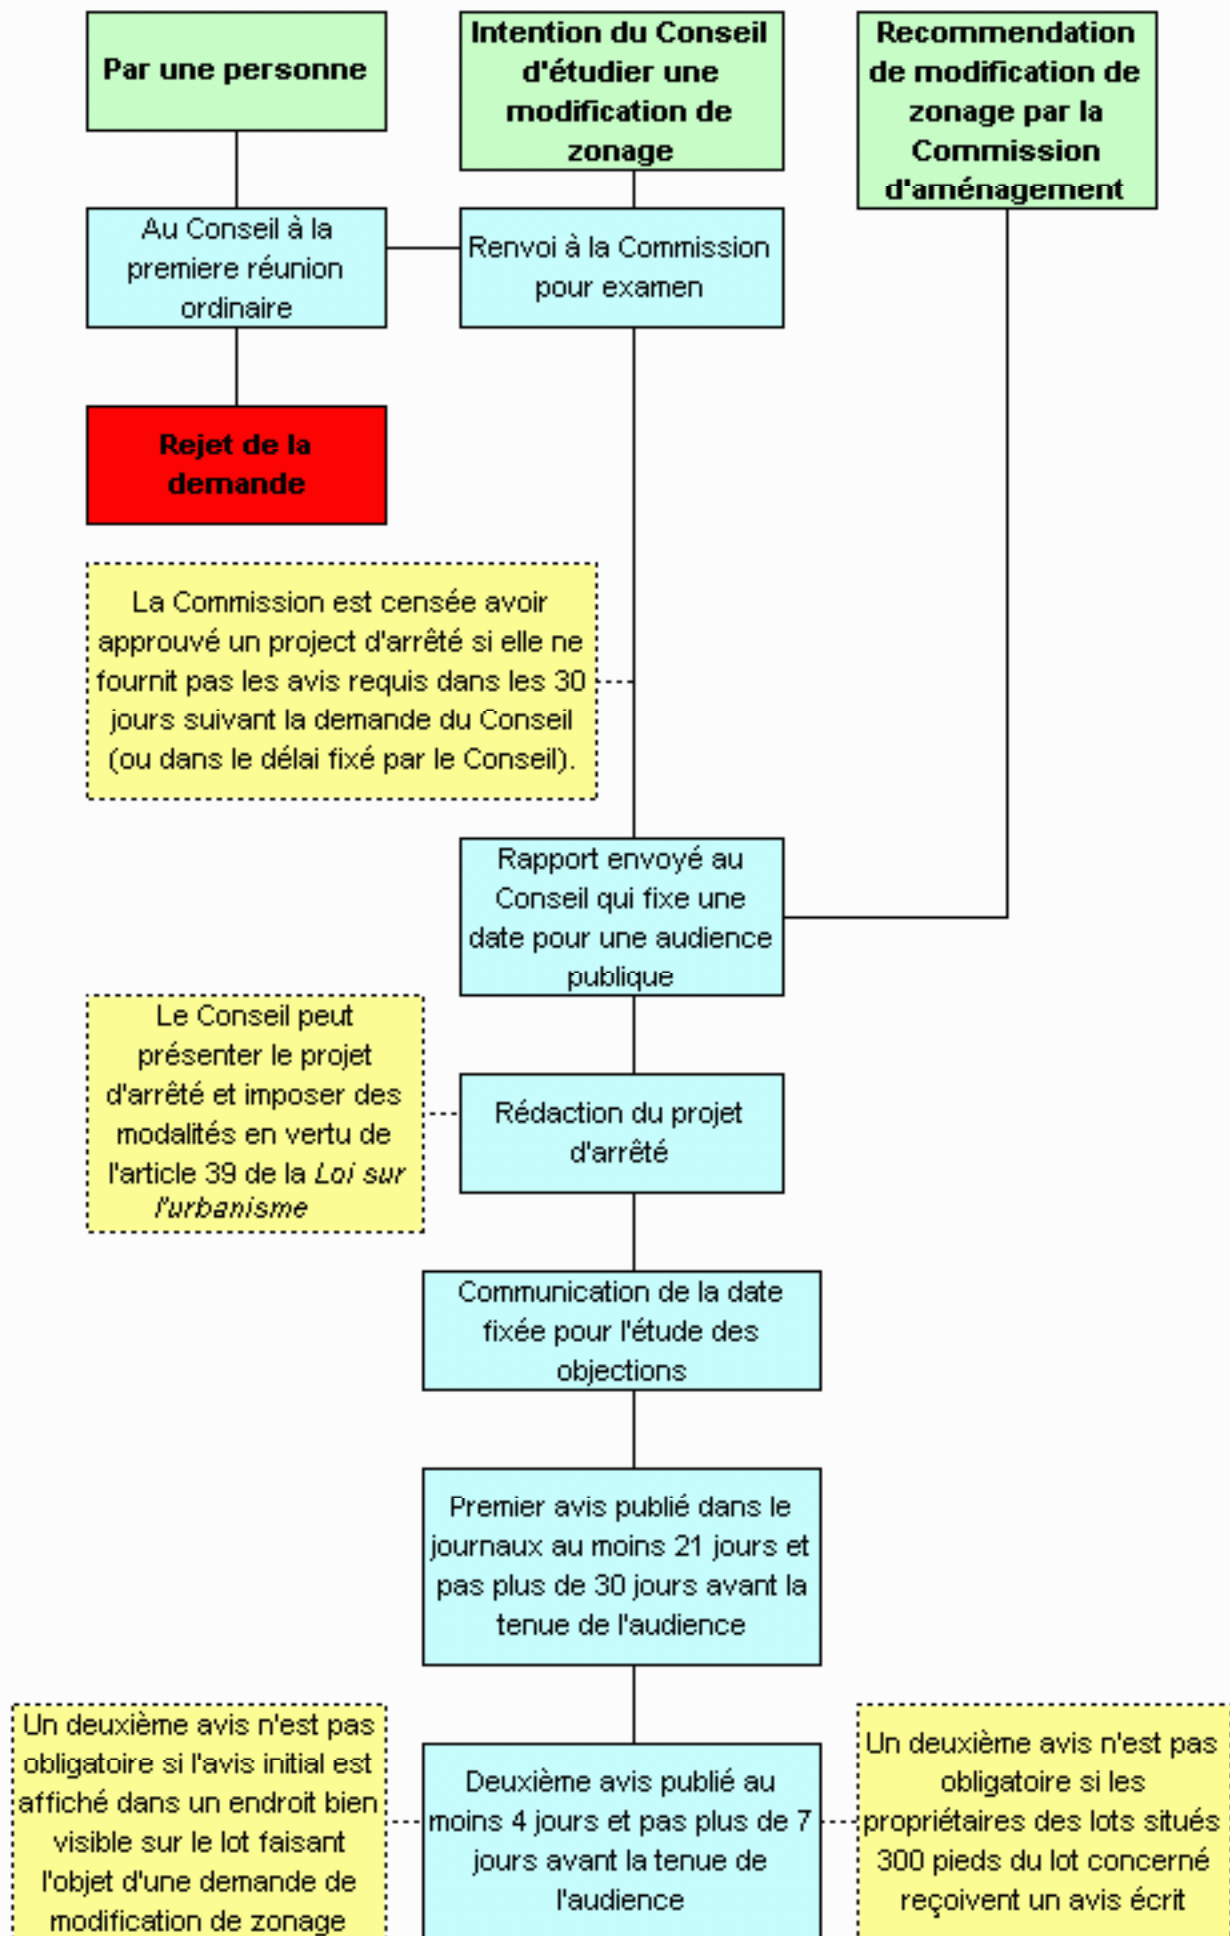 Par une personne
Intention du Conseil
d'étudier une
modification de
zonage
Recommendation
de modification de
zonage par la
Commission
d'aménagement
Au Conseil à la
premiere réunion
ordinaire
Renvoi à la Commission
pour examen
Rejet de la
demande
La Commission est censée avoir
approuvé un project d'arrêté si elle ne
fournit pas les avis requis dans les 30
jours suivant la demande du Conseil
(ou dans le délai fixé par le Conseil).
Rapport envoyé au
Conseil qui fixe une
date pour une audience
publique
Le Conseil peut
présenter le projet
d'arrêté et imposer des
modalités en vertu de
l'article 39 de la Loi sur
l'urbanisme
Rédaction du projet
d'arrêté
Communication de la date
fixée pour l'étude des
objections
Premier avis publié dans le
journaux au moins 21 jours et
pas plus de 30 jours avant la
tenue de l'audience
Un deuxième avis n'est pas
obligatoire si l'avis initial est
affiché dans un endroit bien
visible sur le lot faisant
l'objet d'une demande de
modification de zonage
Deuxième avis publié au
moins 4 jours et pas plus de 7
jours avant la tenue de
l'audience
Un deuxième avis n'est pas
obligatoire si les
propriétaires des lots situés
300 pieds du lot concerné
reçoivent un avis écrit